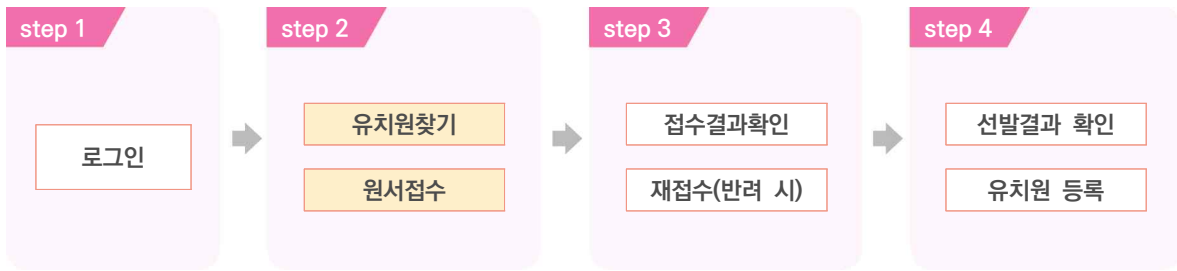 step 1
로그인
step 2
유치원찾기
원서접수
step 3
접수결과확인
재접수(반려 시)
step 4
선발결과 확인
유치원 등록